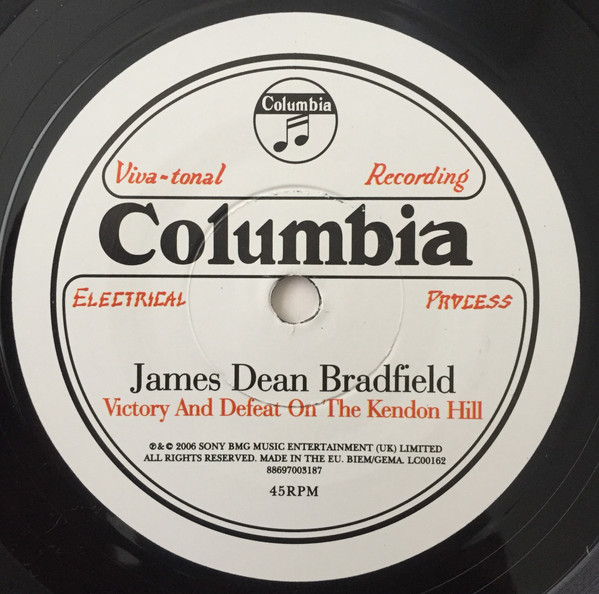 Columbia
Viva-tonal Recording
Columbia
ELECTRICAL PROCESS
James Dean Bradfield
Victory And Defeat On The Kendon Hill
℗&© 2006 SONY BMG MUSIC ENTERTAINMENT (UK) LIMITED
ALL RIGHTS RESERVED. MADE IN THE EU. BIEM/GEMA. LC00162
88697003187
45RPM